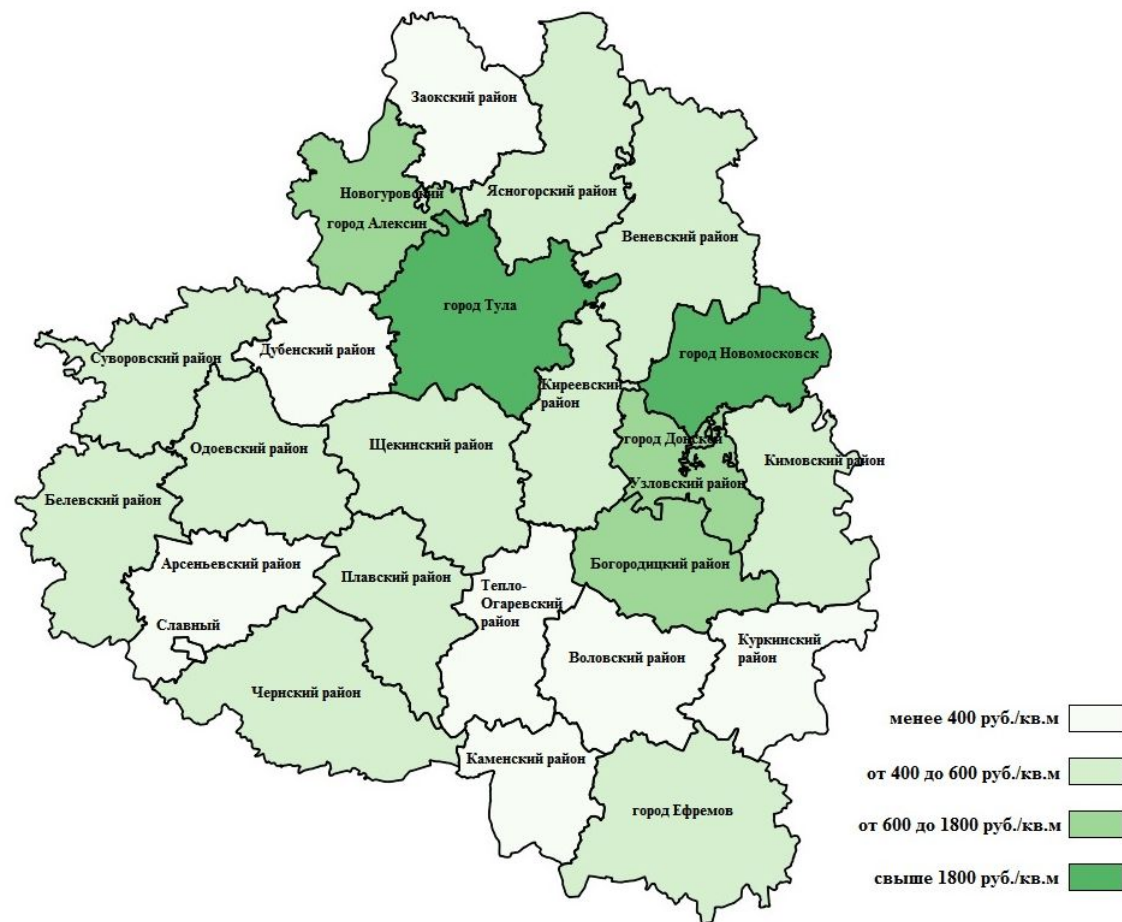 Заокский район
Новогуровский
Ясногорский район
город Алексин
Веневский район
город Тула
Суворовский район
Дубенский район
город Новомосковск
Киреевский
район
Одоевский район
Щекинский район
город Донской
Кимовский район
Узловский район
Белевский район
Арсеньевский район
Плавский район
Богородицкий район
Тепло-
Огаревский
район
Славный
Воловский район
Куркинский
район
Чернский район
Каменский район
город Ефремов
менее 400 руб./кв.м
от 400 до 600 руб./кв.м
от 600 до 1800 руб./кв.м
свыше 1800 руб./кв.м